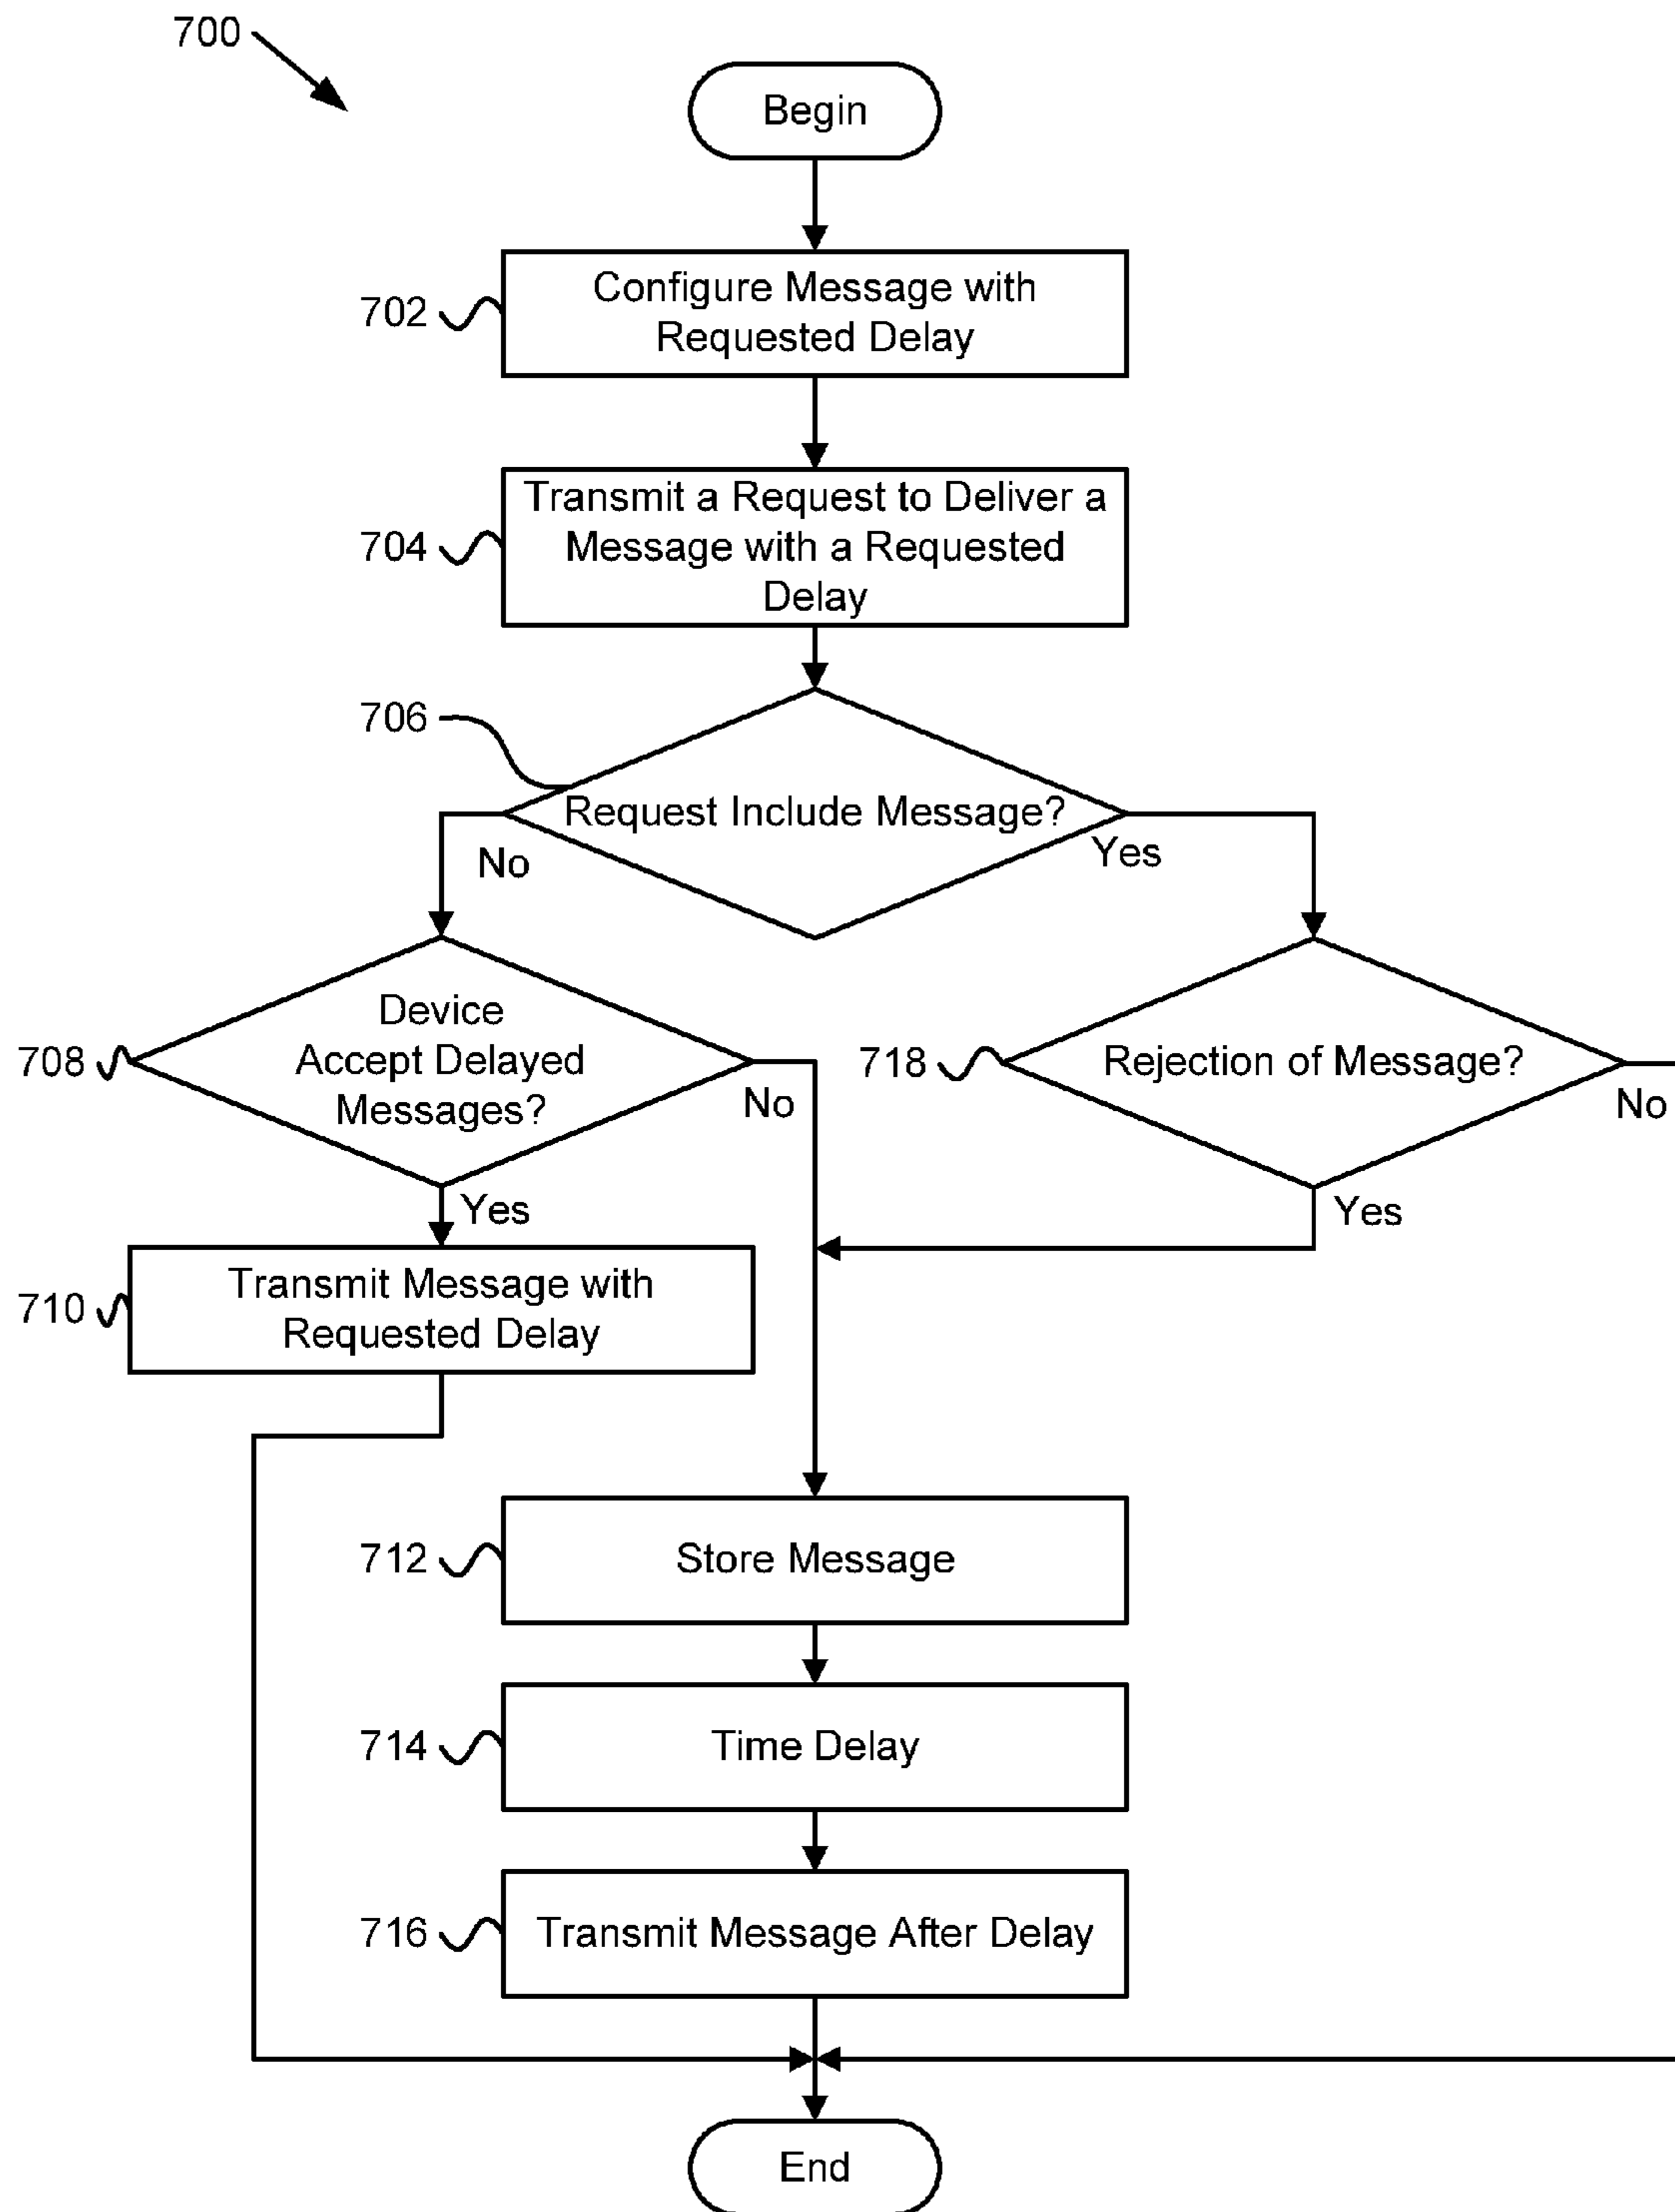 700
Begin
702
Configure Message with
Requested Delay
704
Transmit a Request to Deliver a
Message with a Requested
Delay
706
Request Include Message?
No
Yes
708
Device
Accept Delayed
Messages?
No
Yes
718
Rejection of Message?
No
Yes
710
Transmit Message with
Requested Delay
712
Store Message
714
Time Delay
716
Transmit Message After Delay
End